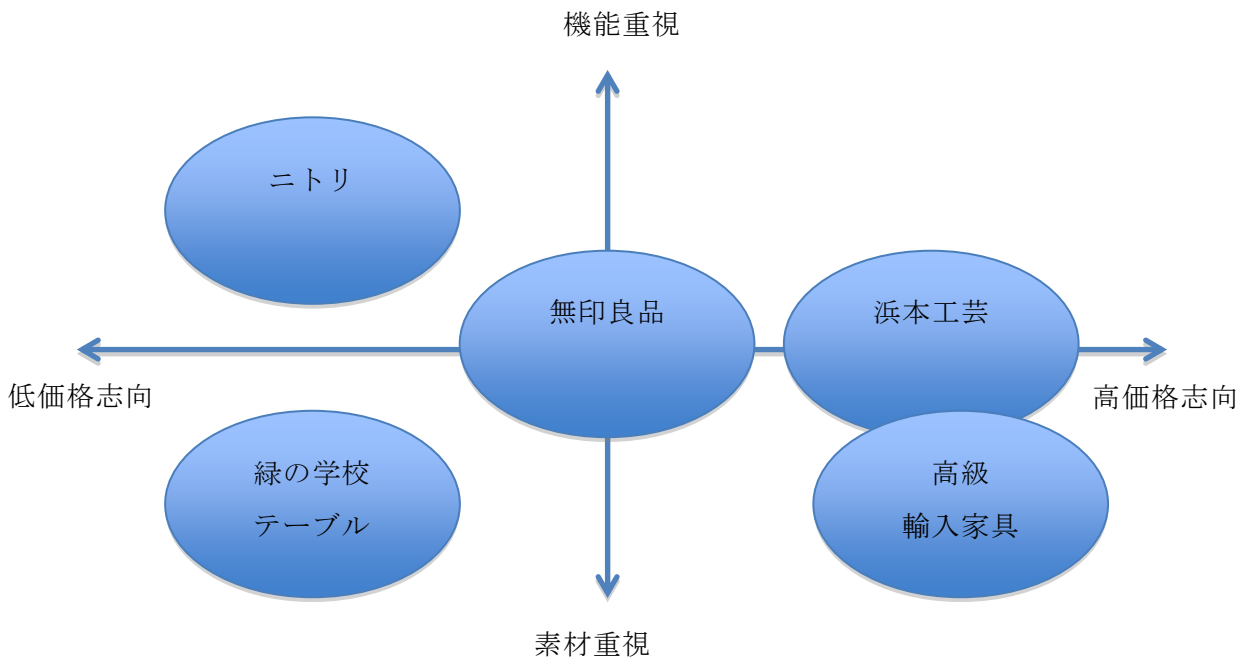 機能重視
ニトリ
無印良品
浜本工芸
低価格志向
高価格志向
緑の学校
テーブル
高級
輸入家具
素材重視